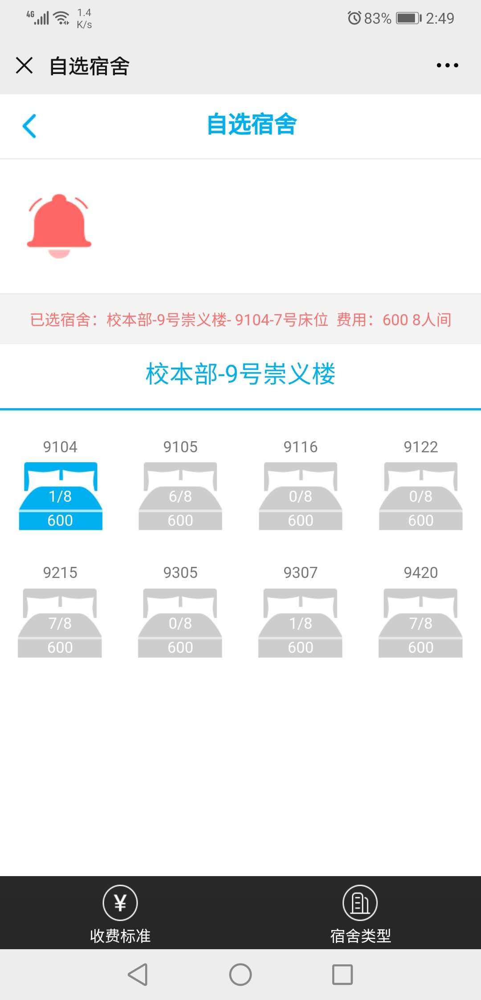 4G 1.4 K/s 83% 2:49
自选宿舍
自选宿舍
已选宿舍：校本部-9号崇义楼- 9104-7号床位 费用：600 8人间
校本部-9号崇义楼
9104 9105 9116 9122
1/8 6/8 0/8 0/8
600 600 600 600
9215 9305 9307 9420
7/8 0/8 1/8 7/8
600 600 600 600
¥
收费标准 宿舍类型